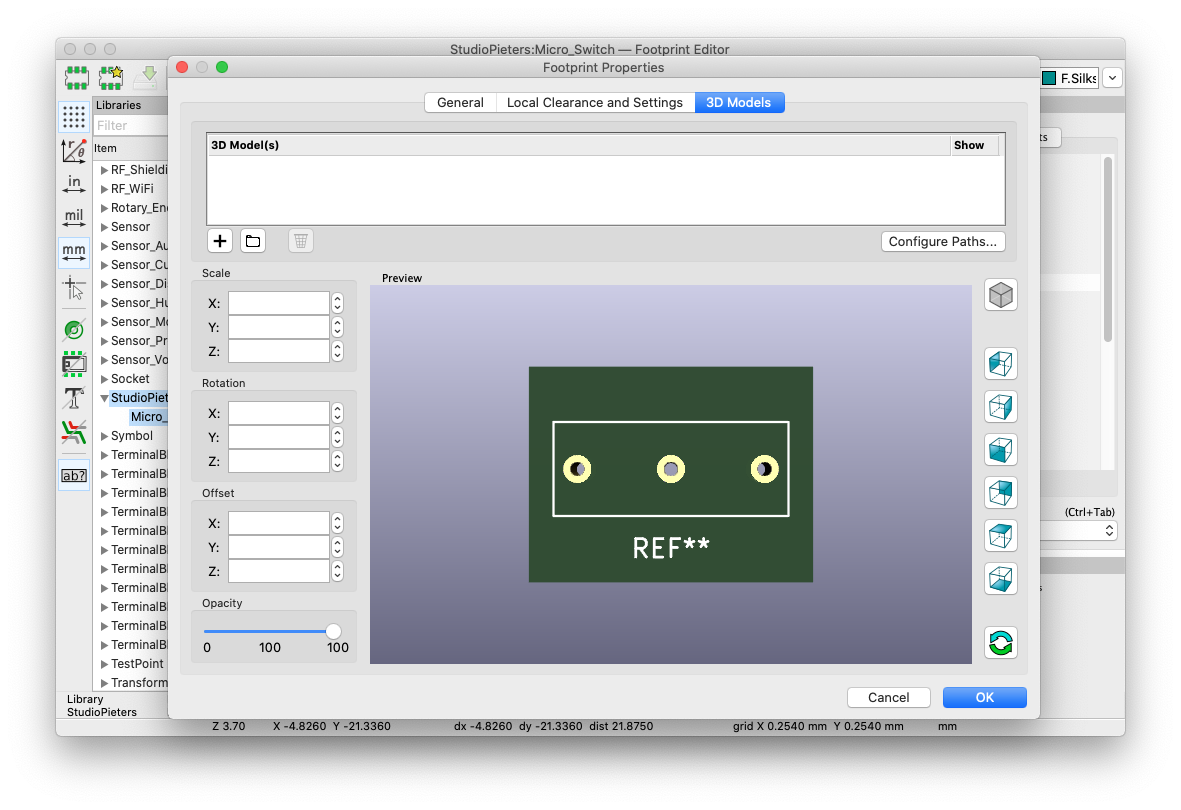 StudioPieters:Micro_Switch — Footprint Editor
Footprint Properties
F.Silks
General
Local Clearance and Settings
3D Models
Libraries
Filter
Item
RF_Shieldi
RF_WiFi
Rotary_En
Sensor
Sensor_Au
Sensor_Cu
Sensor_Di
Sensor_Hu
Sensor_Mo
Sensor_Pr
Sensor_Vo
Socket
StudioPiet
Micro_
Symbol
TerminalBl
TerminalBl
TerminalBl
TerminalBl
TerminalBl
TerminalBl
TerminalBl
TerminalBl
TerminalBl
TerminalBl
TerminalBl
TestPoint
Transform
in
mil
mm
ab?
3D Model(s)
Show
Configure Paths...
ts
Scale
X:
Y:
Z:
Rotation
X:
Y:
Z:
Offset
X:
Y:
Z:
Opacity
0 100 100
Preview
REF**
(Ctrl+Tab)
Cancel
OK
Library
StudioPieters
Z 3.70 X -4.8260 Y -21.3360 dx -4.8260 dy -21.3360 dist 21.8750 grid X 0.2540 mm Y 0.2540 mm mm